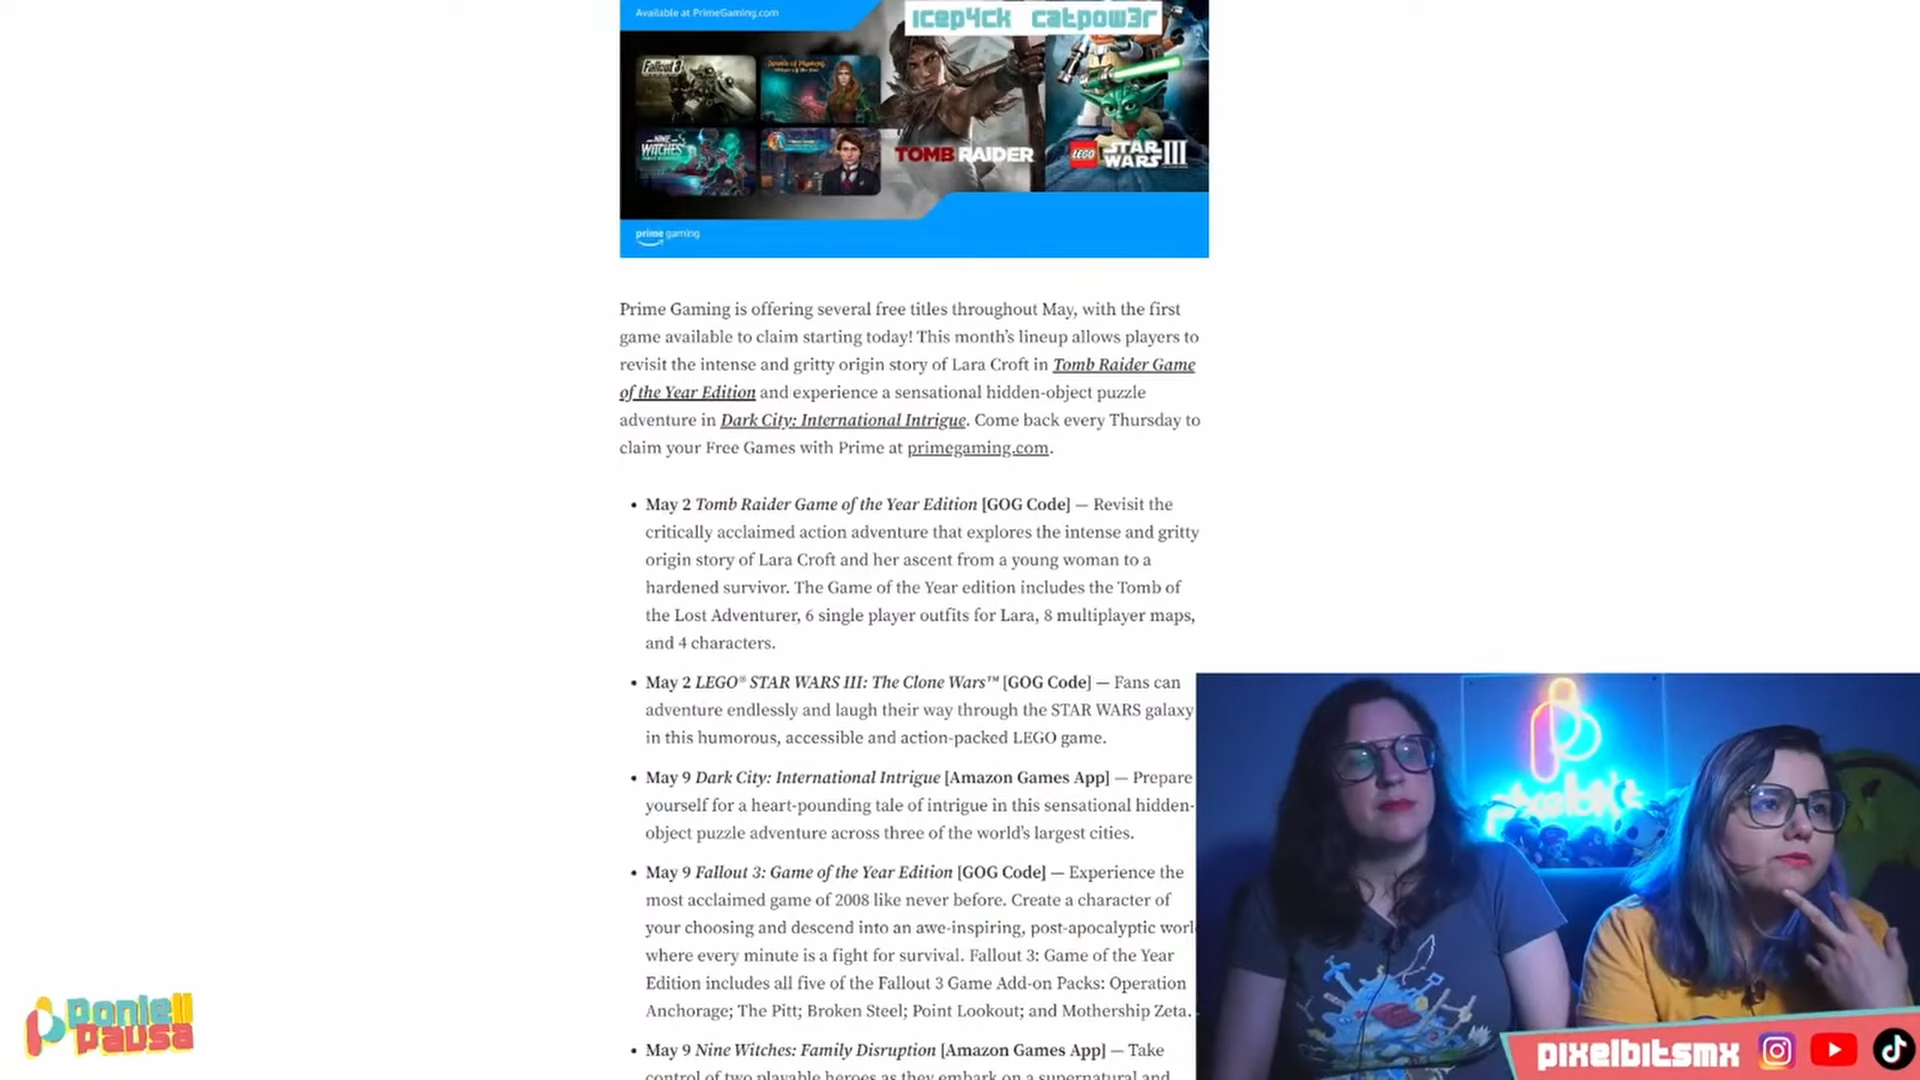 Available at PrimeGaming.com
icep4ck catpow3r
Fallout 3
NINE
WITCHES
TOMB RAIDER
LEGO STAR WARS III
prime gaming
Prime Gaming is offering several free titles throughout May, with the first
game available to claim starting today! This month's lineup allows players to
revisit the intense and gritty origin story of Lara Croft in Tomb Raider Game
of the Year Edition and experience a sensational hidden-object puzzle
adventure in Dark City: International Intrigue. Come back every Thursday to
claim your Free Games with Prime at primegaming.com.
• May 2 Tomb Raider Game of the Year Edition [GOG Code] — Revisit the
critically acclaimed action adventure that explores the intense and gritty
origin story of Lara Croft and her ascent from a young woman to a
hardened survivor. The Game of the Year edition includes the Tomb of
the Lost Adventurer, 6 single player outfits for Lara, 8 multiplayer maps,
and 4 characters.
• May 2 LEGO® STAR WARS III: The Clone Wars™ [GOG Code] — Fans can
adventure endlessly and laugh their way through the STAR WARS galaxy
in this humorous, accessible and action-packed LEGO game.
• May 9 Dark City: International Intrigue [Amazon Games App] — Prepare
yourself for a heart-pounding tale of intrigue in this sensational hidden-
object puzzle adventure across three of the world's largest cities.
• May 9 Fallout 3: Game of the Year Edition [GOG Code] — Experience the
most acclaimed game of 2008 like never before. Create a character of
your choosing and descend into an awe-inspiring, post-apocalyptic worl
where every minute is a fight for survival. Fallout 3: Game of the Year
Edition includes all five of the Fallout 3 Game Add-on Packs: Operation
Anchorage; The Pitt; Broken Steel; Point Lookout; and Mothership Zeta.
• May 9 Nine Witches: Family Disruption [Amazon Games App] — Take
control of two playable heroes as they embark on a supernatural and
pixelbits
Ponle
Pausa
pixelbitsmx